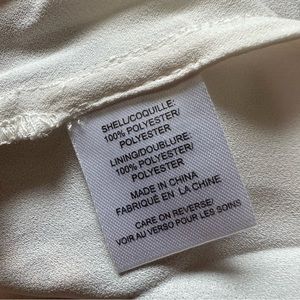 SHELL/COQUILLE:
100% POLYESTER/
POLYESTER
LINING/DOUBLURE:
100% POLYESTER/
POLYESTER
MADE IN CHINA
FABRIQUÉ EN LA CHINE
CARE ON REVERSE/
VOIR AU VERSO POUR LES SOINS